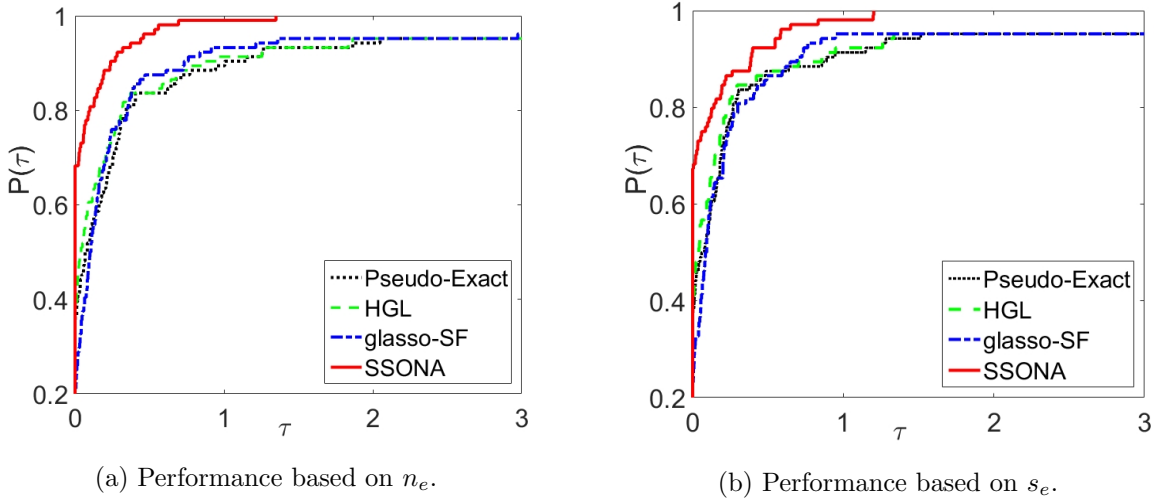 1
0.8
0.6
0.4
0.2
P(τ)
0
1
2
3
τ
Pseudo-Exact
HGL
glasso-SF
SSONA
(a) Performance based on nₑ.
1
0.8
0.6
0.4
0.2
P(τ)
0
1
2
3
τ
Pseudo-Exact
HGL
glasso-SF
SSONA
(b) Performance based on sₑ.